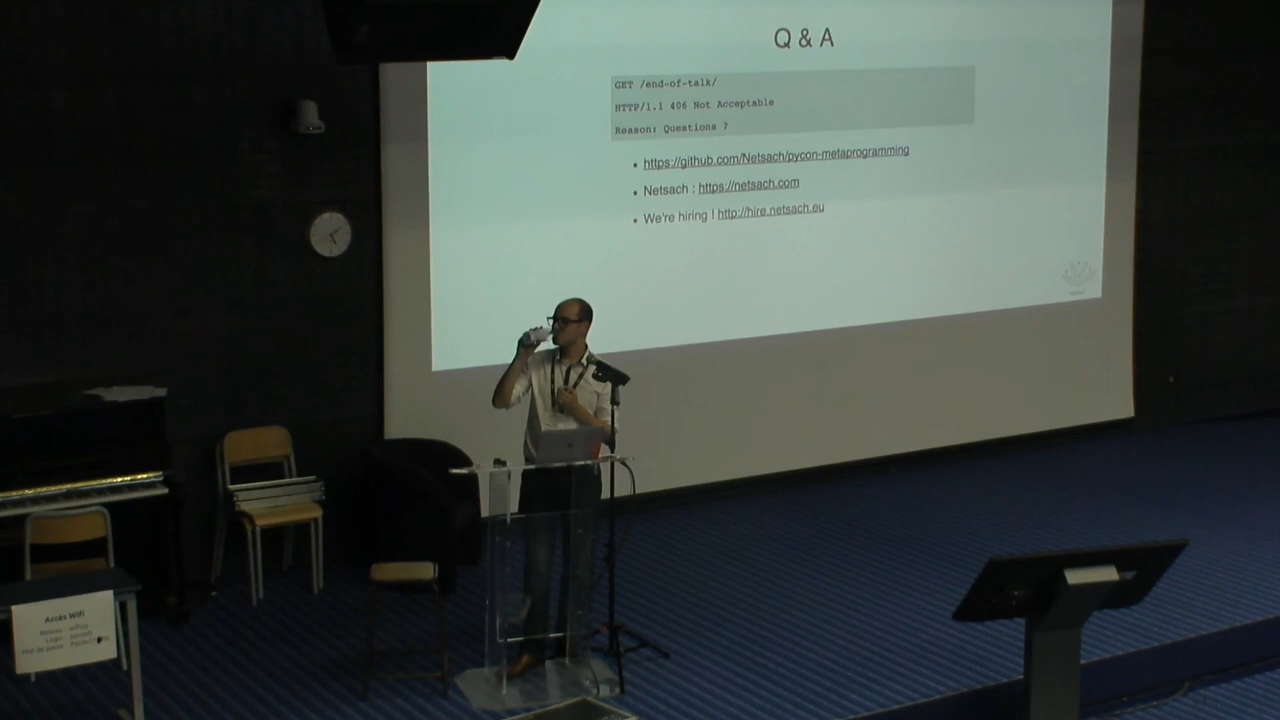 Q & A
GET /end-of-talk/
HTTP/1.1 406 Not Acceptable
Reason: Questions ?
https://github.com/Netsach/pycon-metaprogramming
Netsach : https://netsach.com
We're hiring ! http://hire.netsach.eu
Accès Wifi